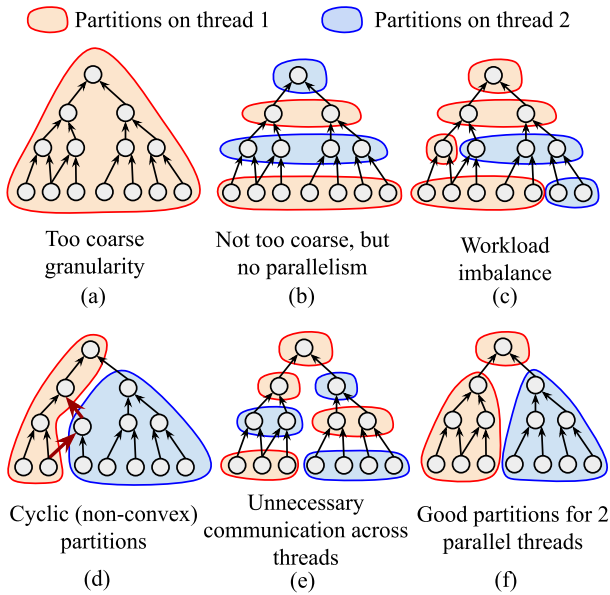 Partitions on thread 1
Partitions on thread 2
Too coarse
granularity
(a)
Not too coarse, but
no parallelism
(b)
Workload
imbalance
(c)
Cyclic (non-convex)
partitions
(d)
Unnecessary
communication across
threads
(e)
Good partitions for 2
parallel threads
(f)